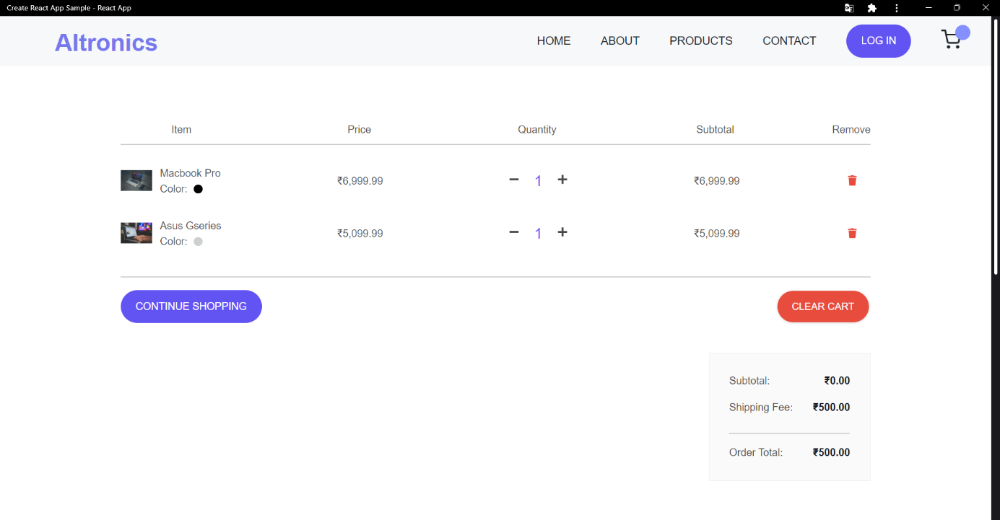 Create React App Sample - React App
Altronics HOME ABOUT PRODUCTS CONTACT LOG IN
Item Price Quantity Subtotal Remove
Macbook Pro
Color:
₹6,999.99 1 ₹6,999.99
Asus Gseries
Color:
₹5,099.99 1 ₹5,099.99
CONTINUE SHOPPING CLEAR CART
Subtotal: ₹0.00
Shipping Fee: ₹500.00
Order Total: ₹500.00